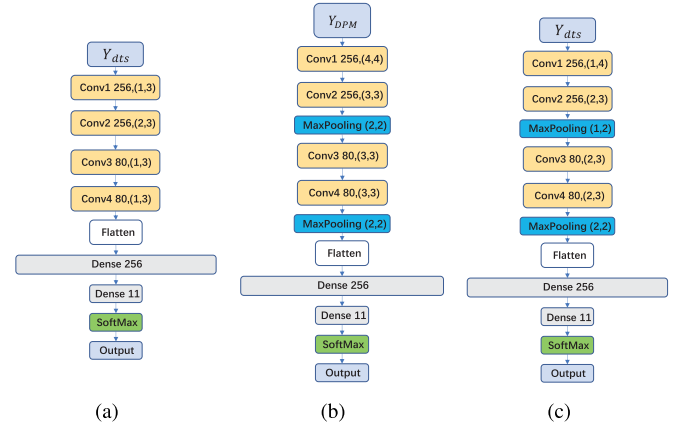 Y_dts
Conv1 256,(1,3)
Conv2 256,(2,3)
Conv3 80,(1,3)
Conv4 80,(1,3)
Flatten
Dense 256
Dense 11
SoftMax
Output
(a)
Y_DPM
Conv1 256,(4,4)
Conv2 256,(3,3)
MaxPooling (2,2)
Conv3 80,(3,3)
Conv4 80,(3,3)
MaxPooling (2,2)
Flatten
Dense 256
Dense 11
SoftMax
Output
(b)
Y_dts
Conv1 256,(1,4)
Conv2 256,(2,3)
MaxPooling (1,2)
Conv3 80,(2,3)
Conv4 80,(2,3)
MaxPooling (2,2)
Flatten
Dense 256
Dense 11
SoftMax
Output
(c)